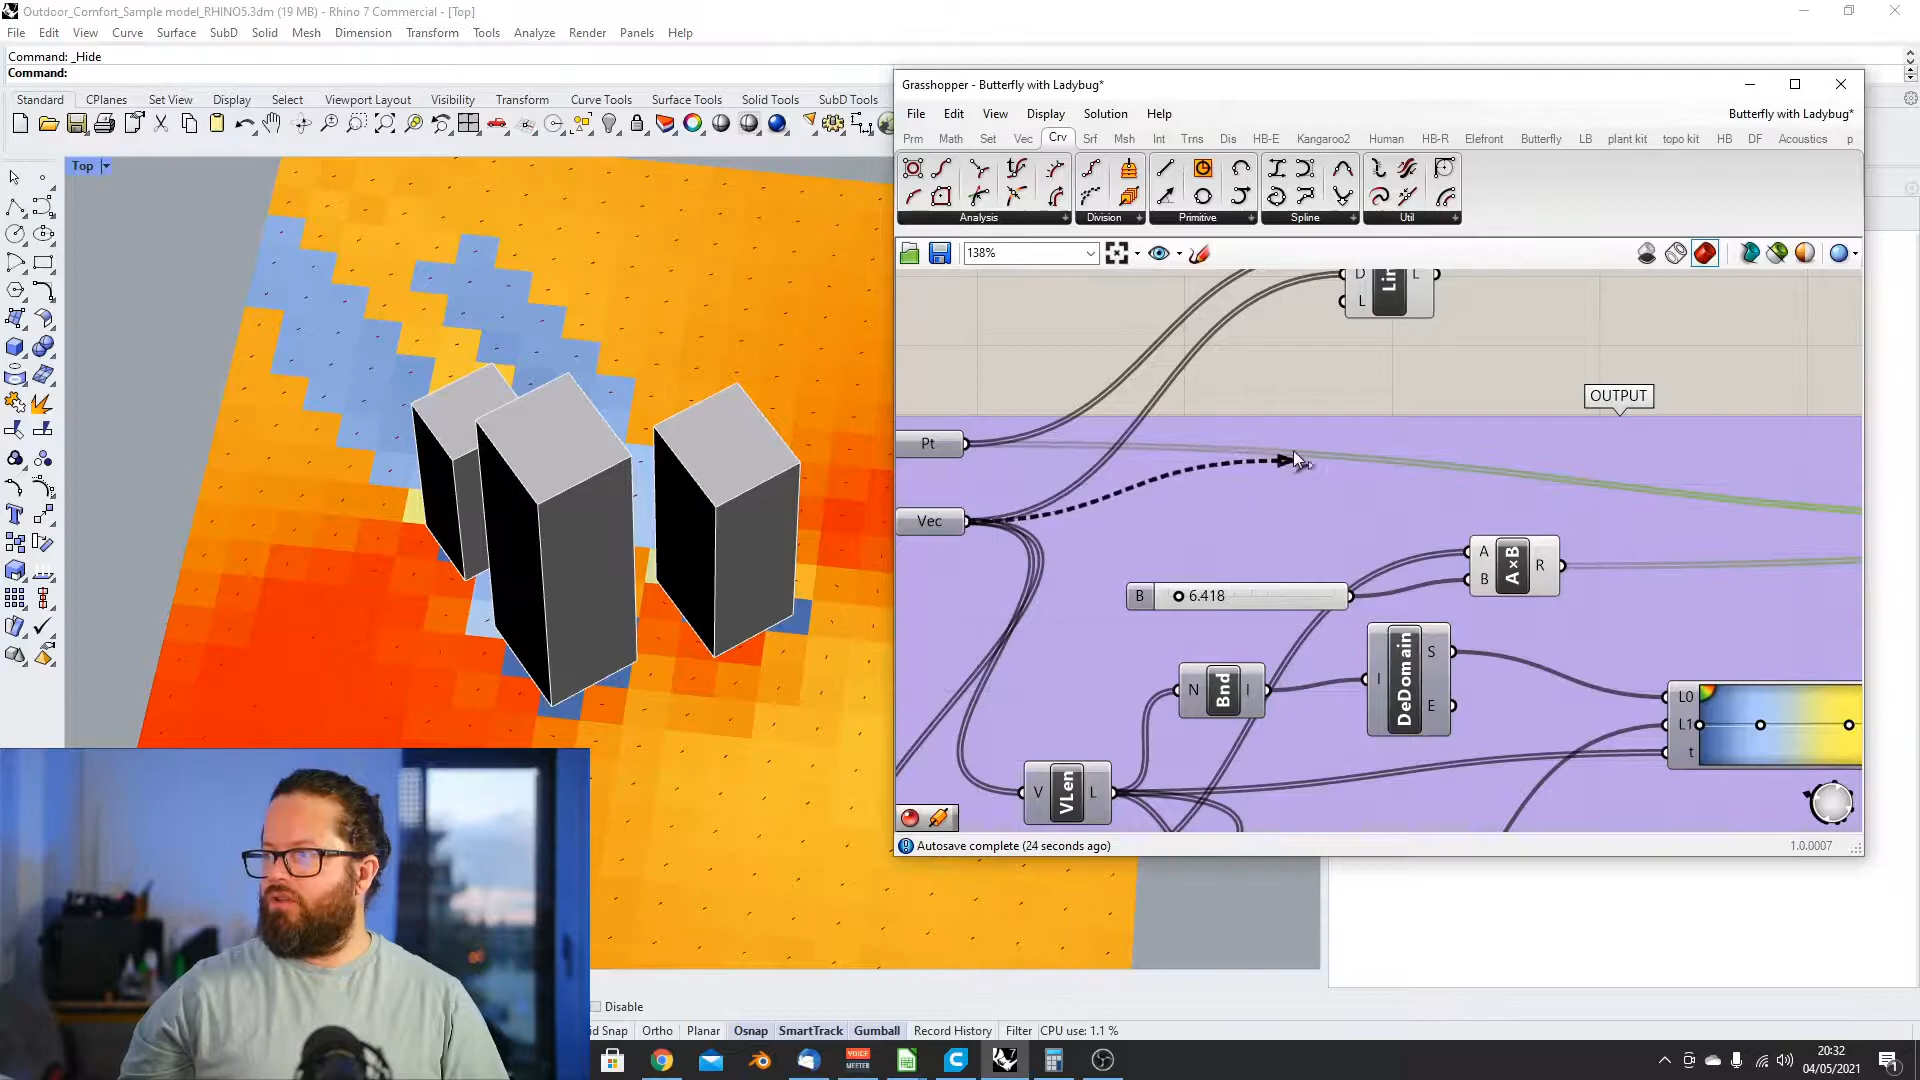 Outdoor_Comfort_Sample model_RHINO5.3dm (19 MB) - Rhino 7 Commercial - [Top]
File Edit View Curve Surface SubD Solid Mesh Dimension Transform Tools Analyze Render Panels Help
Command: _Hide
Command:
Standard CPlanes Set View Display Select Viewport Layout Visibility Transform Curve Tools Surface Tools Solid Tools SubD Tools
Top
Grasshopper - Butterfly with Ladybug*
File Edit View Display Solution Help
Butterfly with Ladybug*
Prm Math Set Vec Crv Srf Msh Int Trns Dis HB-E Kangaroo2 Human HB-R Elefront Butterfly LB plant kit topo kit HB DF Acoustics p
Analysis Division Primitive Spline Util
138%
D L
Lin
L
OUTPUT
Pt
Vec
A
B
A×B
R
B 6.418
N Bnd I
I DeDomain S
E
L0
L1
t
V VLen L
Autosave complete (24 seconds ago)
1.0.0007
Disable
id Snap Ortho Planar Osnap SmartTrack Gumball Record History Filter CPU use: 1.1 %
VOICE
MEETER
20:32
04/05/2021
1